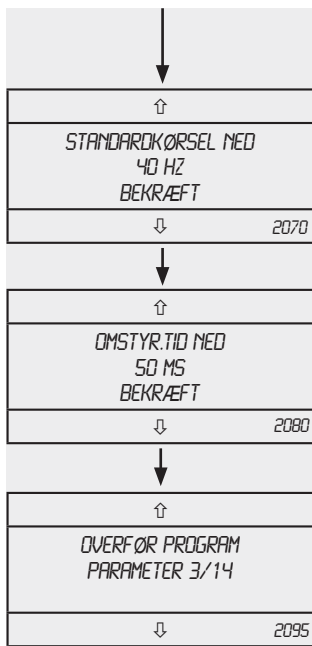 ⇧
STANDARDKØRSEL NED
40 HZ
BEKRÆFT
⇩ 2070
⇧
OMSTYR.TID NED
50 MS
BEKRÆFT
⇩ 2080
⇧
OVERFØR PROGRAM
PARAMETER 3/14
⇩ 2095